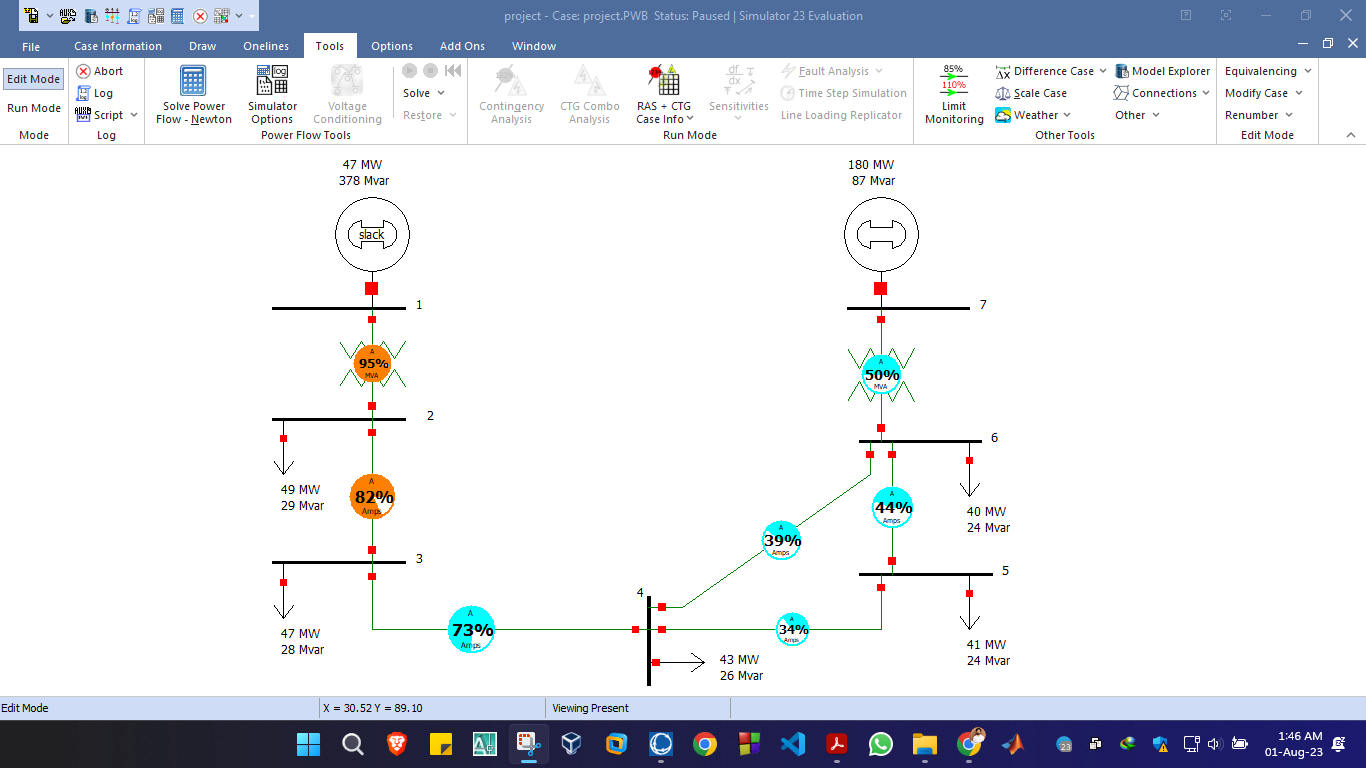 project - Case: project.PWB Status: Paused | Simulator 23 Evaluation
File Case Information Draw Onelines Tools Options Add Ons Window
Edit Mode
Run Mode
Mode
Abort
Log
Script
Log
Solve Power
Flow - Newton
Simulator
Options
Voltage
Conditioning
Solve
Restore
Power Flow Tools
Contingency
Analysis
CTG Combo
Analysis
RAS + CTG
Case Info
Sensitivities
Fault Analysis
Time Step Simulation
Line Loading Replicator
Run Mode
85%
110%
Limit
Monitoring
Difference Case
Scale Case
Weather
Model Explorer
Connections
Other
Other Tools
Equivalencing
Modify Case
Renumber
Edit Mode
47 MW
378 Mvar
slack
1
A
95%
MVA
2
49 MW
29 Mvar
A
82%
Amps
3
47 MW
28 Mvar
A
73%
Amps
4
43 MW
26 Mvar
180 MW
87 Mvar
7
A
50%
MVA
6
40 MW
24 Mvar
A
44%
Amps
A
39%
Amps
5
41 MW
24 Mvar
A
34%
Amps
Edit Mode
X = 30.52 Y = 89.10
Viewing Present
23
1:46 AM
01-Aug-23